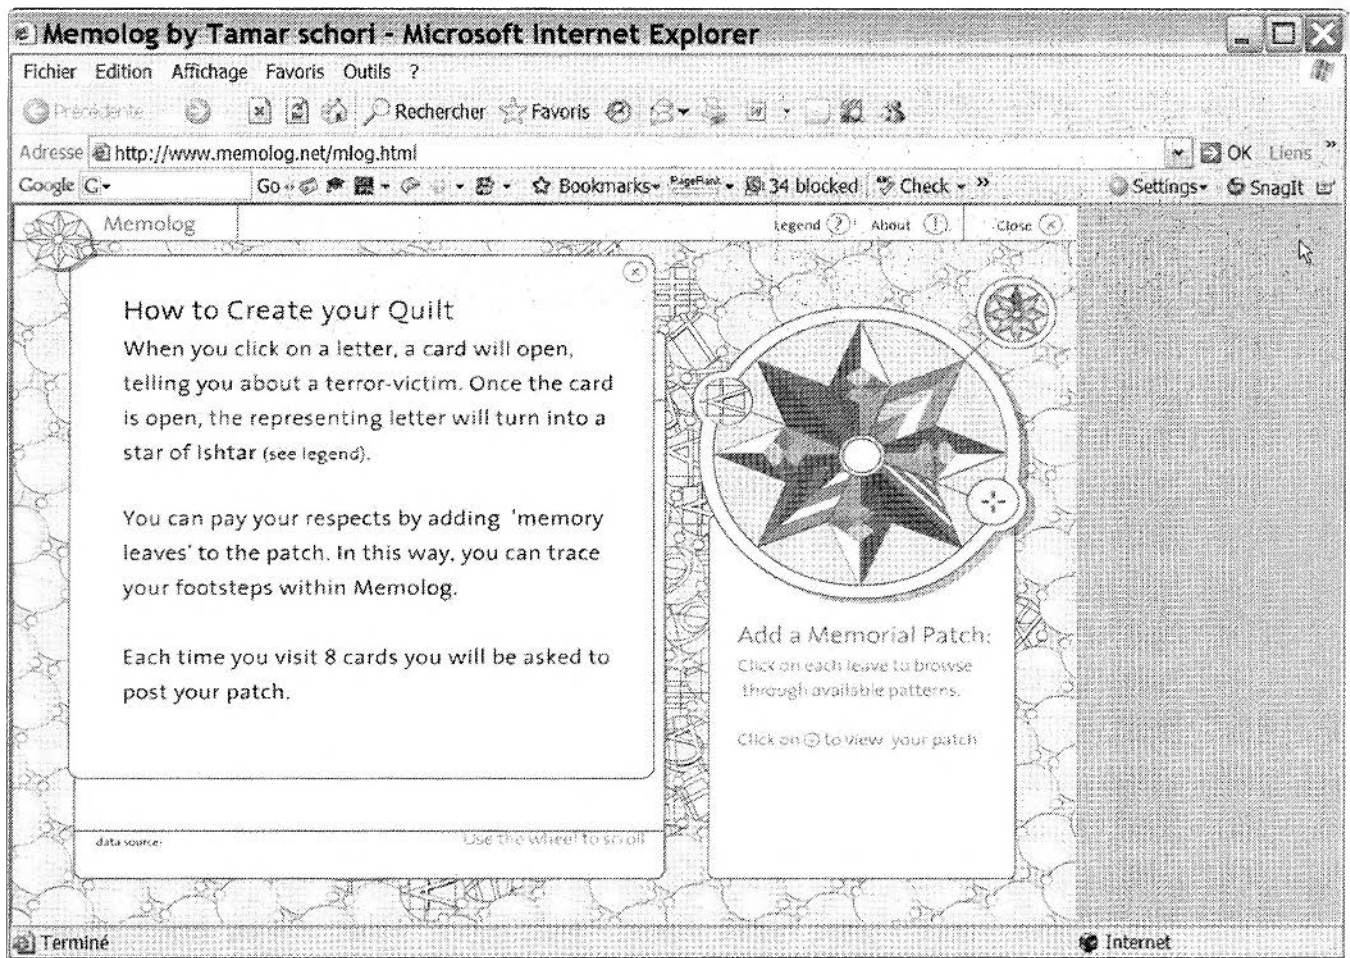 Memolog by Tamar schori - Microsoft Internet Explorer
Fichier Edition Affichage Favoris Outils ?
Précédente Rechercher Favoris
Adresse http://www.memolog.net/mlog.html OK Liens »
Google G Go Bookmarks PageRank 34 blocked Check » Settings SnagIt
Memolog Legend ? About ! Close ×
How to Create your Quilt
When you click on a letter, a card will open,
telling you about a terror-victim. Once the card
is open, the representing letter will turn into a
star of Ishtar (see legend).
You can pay your respects by adding 'memory
leaves' to the patch. In this way, you can trace
your footsteps within Memolog.
Each time you visit 8 cards you will be asked to
post your patch.
data source: Use the wheel to scroll
Add a Memorial Patch:
Click on each leave to browse
through available patterns.
Click on to view your patch
Terminé Internet